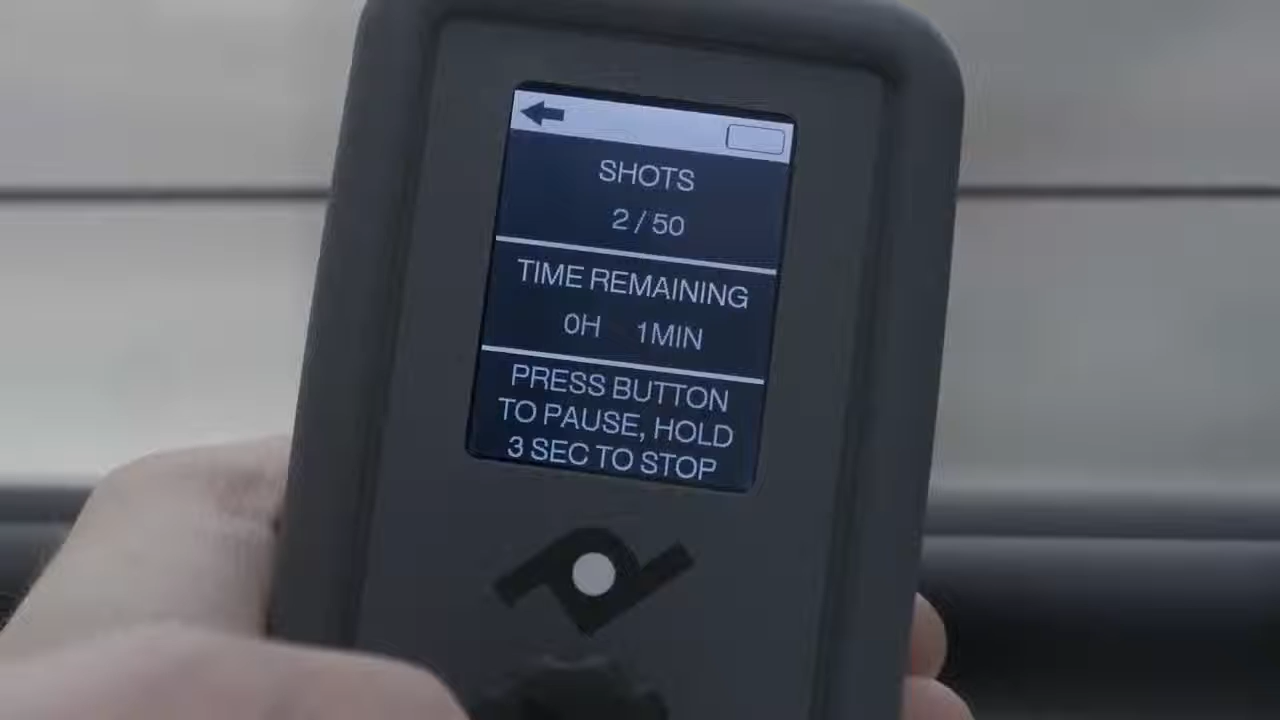 SHOTS
2 / 50
TIME REMAINING
0H 1MIN
PRESS BUTTON
TO PAUSE, HOLD
3 SEC TO STOP